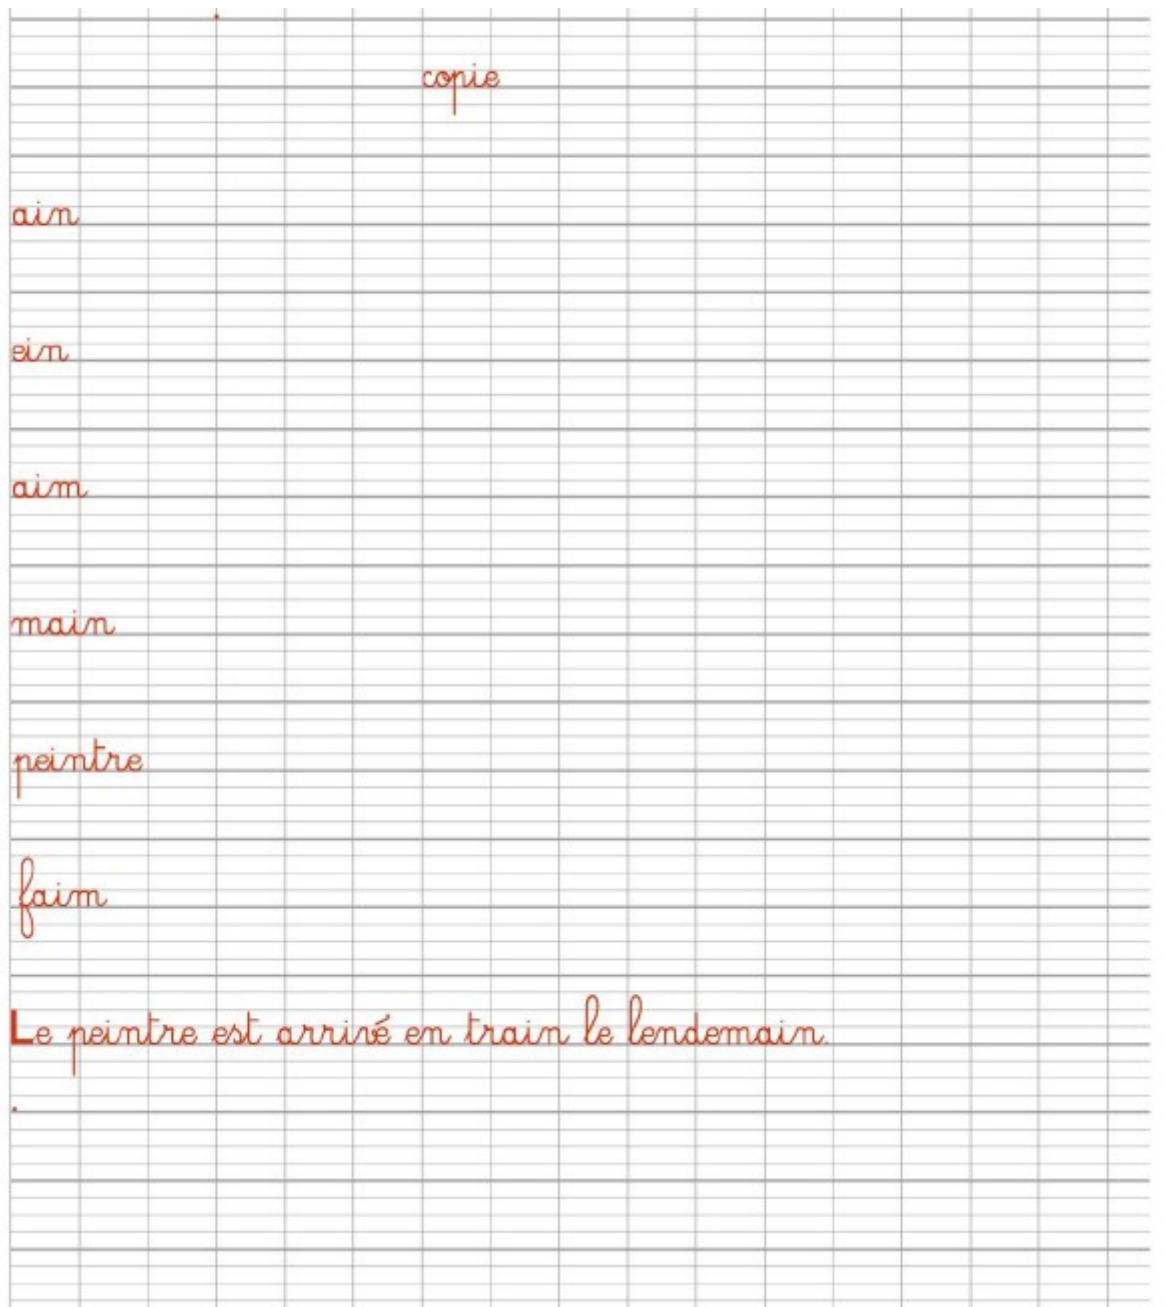 copie
ain
ein
aim
main
peintre
faim
Le peintre est arrivé en train le lendemain.
.